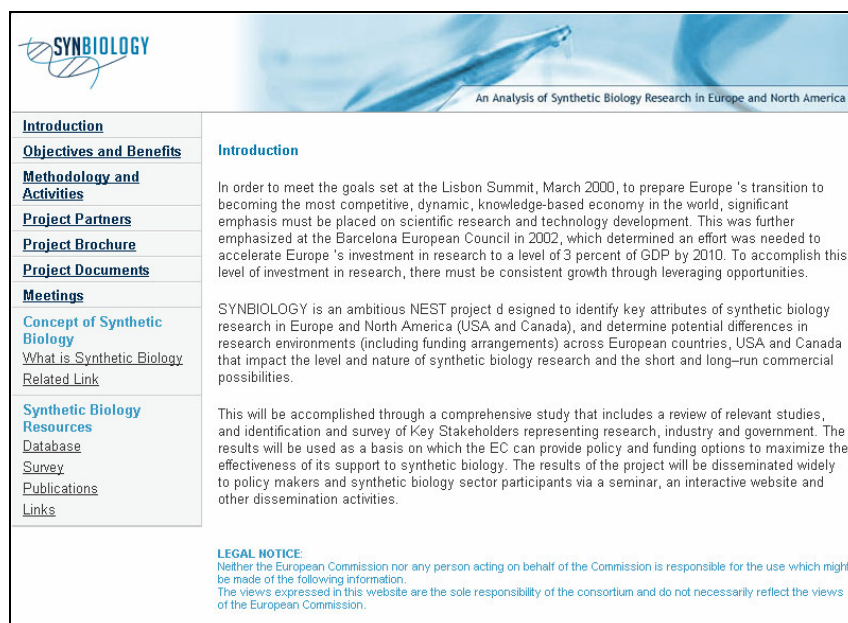 SYNBIOLOGY
An Analysis of Synthetic Biology Research in Europe and North America
Introduction
Objectives and Benefits
Methodology and
Activities
Project Partners
Project Brochure
Project Documents
Meetings
Concept of Synthetic
Biology
What is Synthetic Biology
Related Link
Synthetic Biology
Resources
Database
Survey
Publications
Links
Introduction
In order to meet the goals set at the Lisbon Summit, March 2000, to prepare Europe 's transition to
becoming the most competitive, dynamic, knowledge-based economy in the world, significant
emphasis must be placed on scientific research and technology development. This was further
emphasized at the Barcelona European Council in 2002, which determined an effort was needed to
accelerate Europe 's investment in research to a level of 3 percent of GDP by 2010. To accomplish this
level of investment in research, there must be consistent growth through leveraging opportunities.
SYNBIOLOGY is an ambitious NEST project d esigned to identify key attributes of synthetic biology
research in Europe and North America (USA and Canada), and determine potential differences in
research environments (including funding arrangements) across European countries, USA and Canada
that impact the level and nature of synthetic biology research and the short and long–run commercial
possibilities.
This will be accomplished through a comprehensive study that includes a review of relevant studies,
and identification and survey of Key Stakeholders representing research, industry and government. The
results will be used as a basis on which the EC can provide policy and funding options to maximize the
effectiveness of its support to synthetic biology. The results of the project will be disseminated widely
to policy makers and synthetic biology sector participants via a seminar, an interactive website and
other dissemination activities.
LEGAL NOTICE:
Neither the European Commission nor any person acting on behalf of the Commission is responsible for the use which might
be made of the following information.
The views expressed in this website are the sole responsibility of the consortium and do not necessarily reflect the views
of the European Commission.